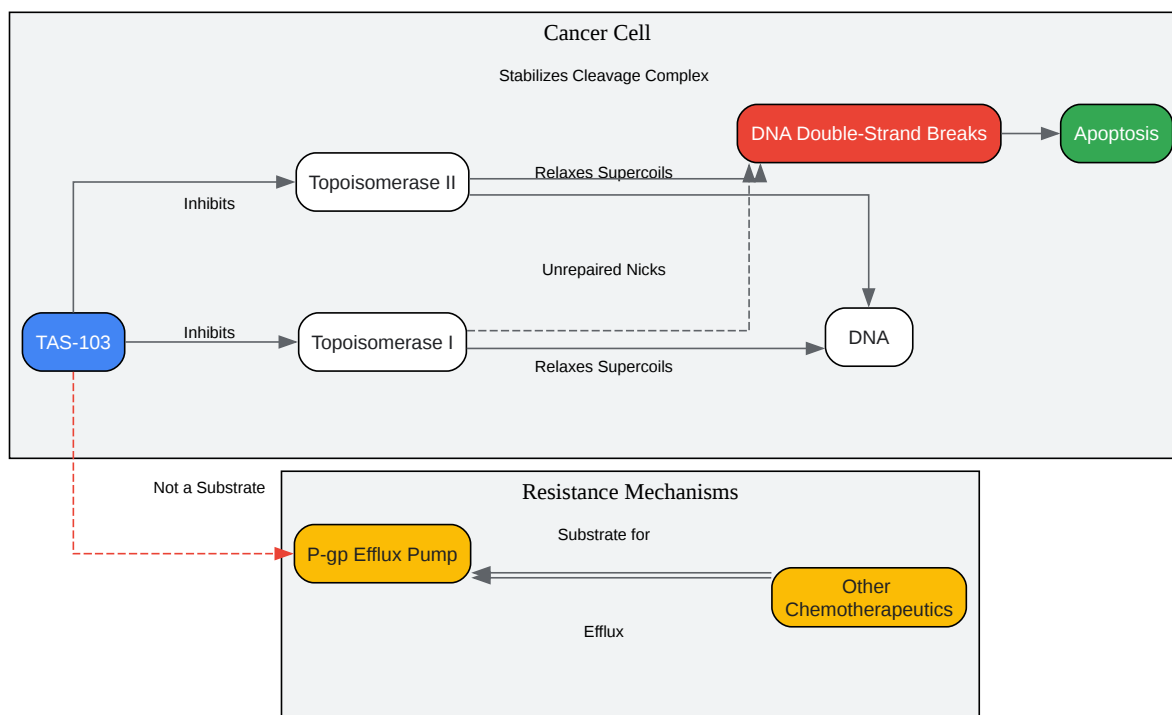 Cancer Cell
Stabilizes Cleavage Complex
DNA Double-Strand Breaks
Apoptosis
Relaxes Supercoils
Topoisomerase II
Inhibits
Unrepaired Nicks
TAS-103
Inhibits
Topoisomerase I
DNA
Relaxes Supercoils
Not a Substrate
Resistance Mechanisms
Substrate for
P-gp Efflux Pump
Other
Chemotherapeutics
Efflux